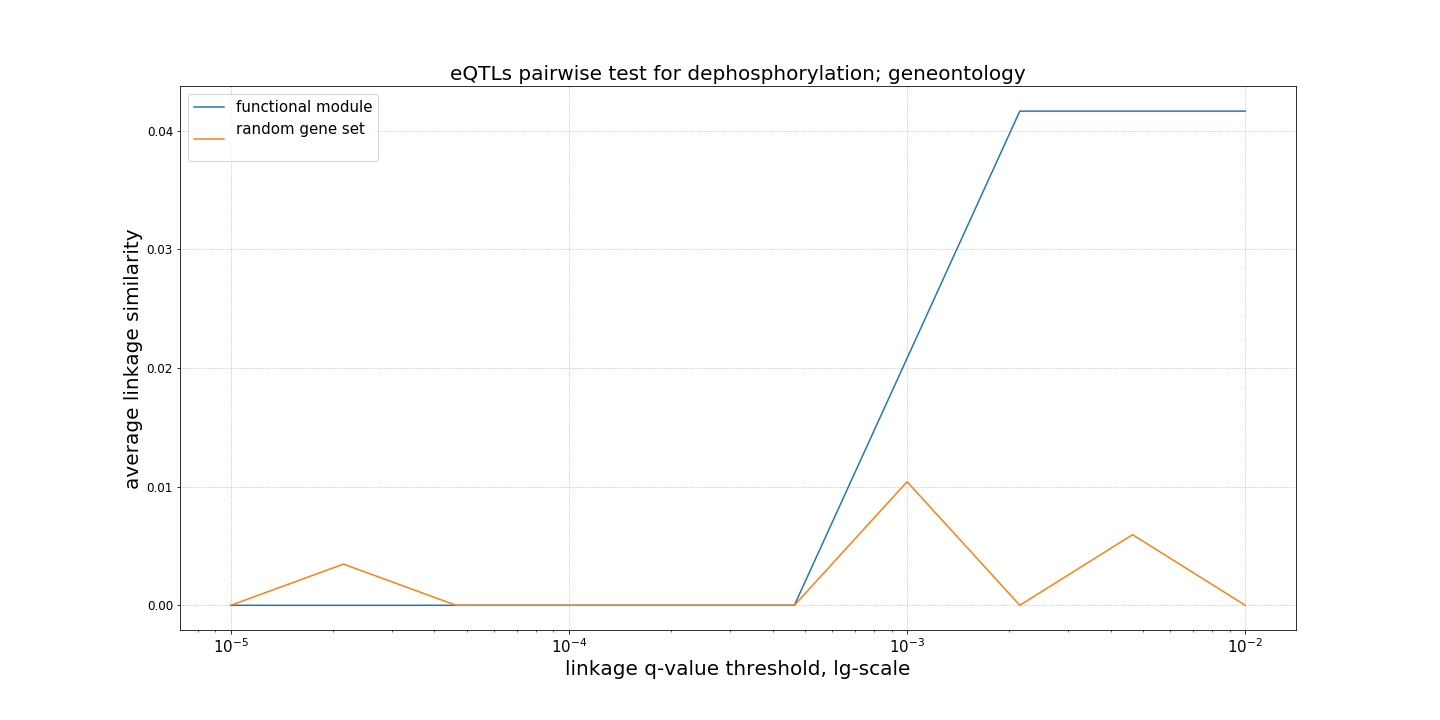 eQTLs pairwise test for dephosphorylation; geneontology
functional module
random gene set
average linkage similarity
0.04
0.03
0.02
0.01
0.00
10⁻⁵ 10⁻⁴ 10⁻³ 10⁻²
linkage q-value threshold, lg-scale